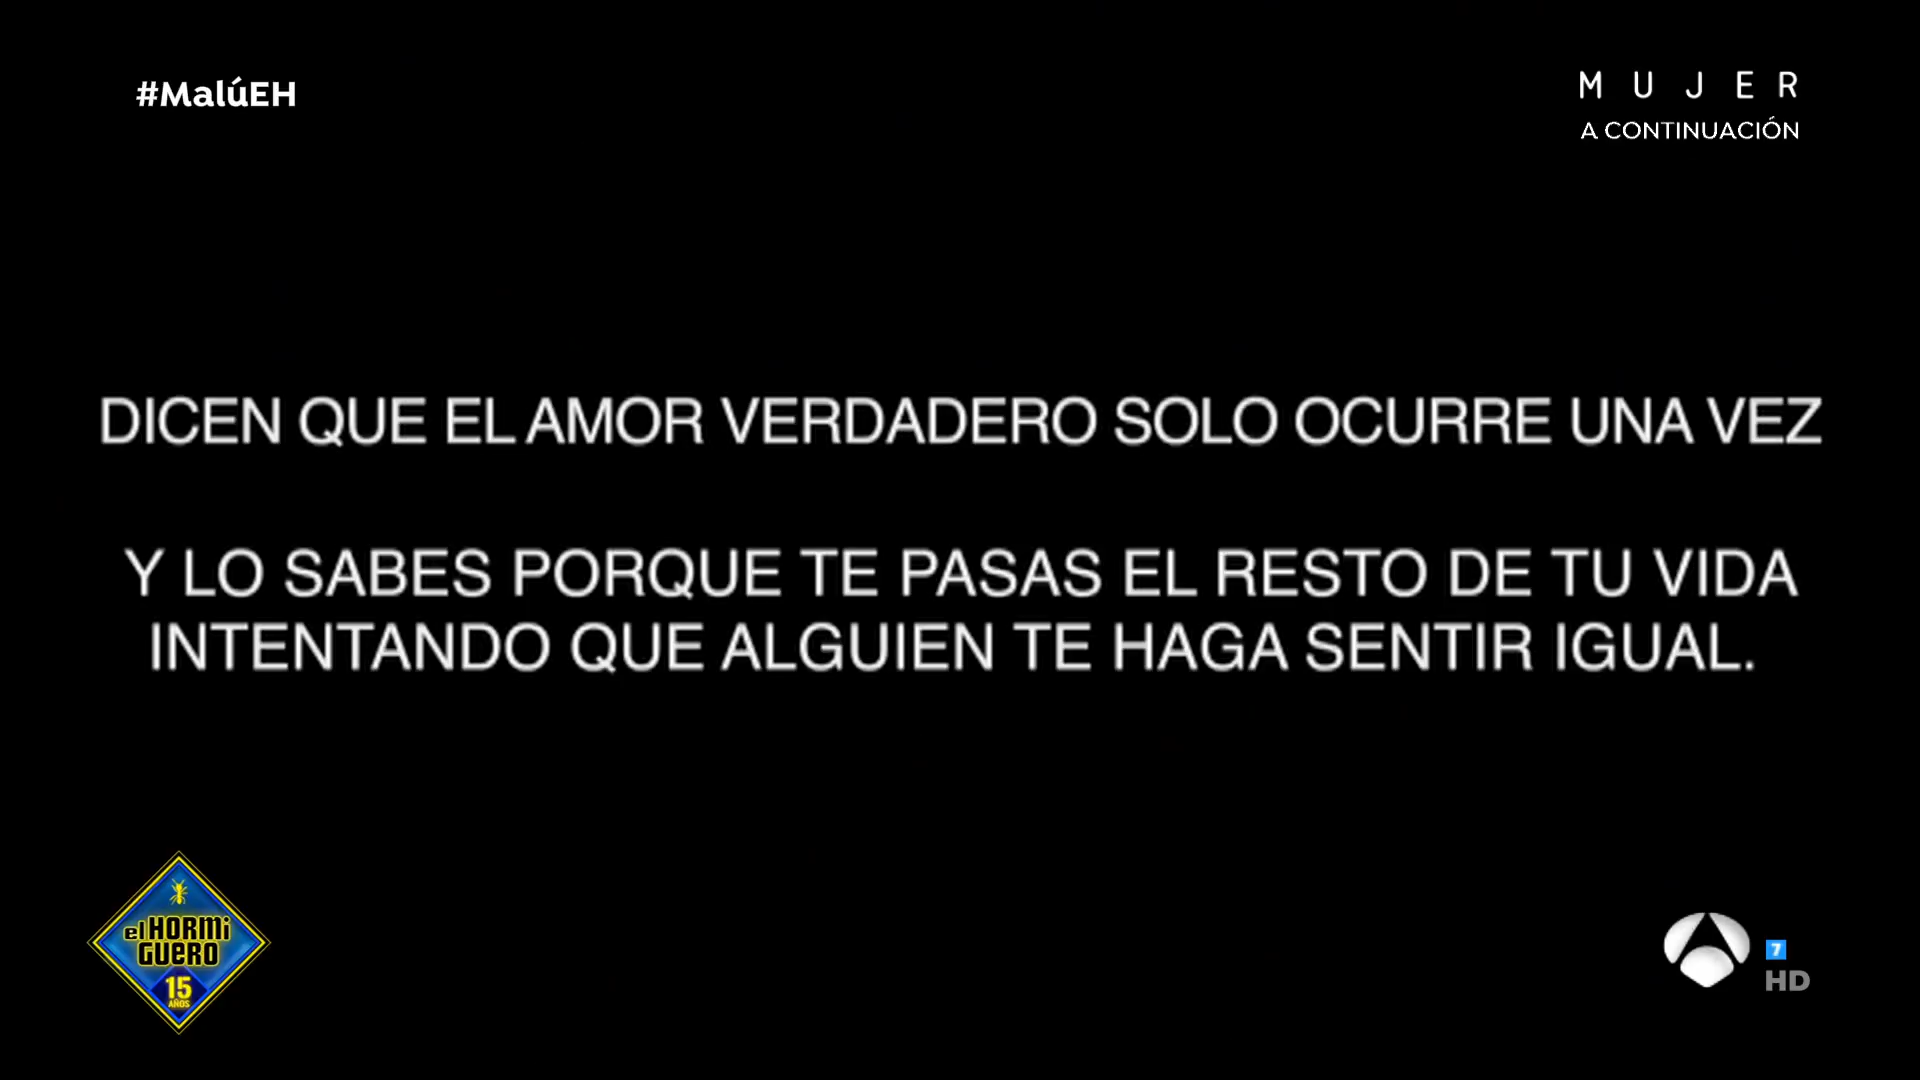 #MalúEH
MUJER
A CONTINUACIÓN
DICEN QUE EL AMOR VERDADERO SOLO OCURRE UNA VEZ
Y LO SABES PORQUE TE PASAS EL RESTO DE TU VIDA
INTENTANDO QUE ALGUIEN TE HAGA SENTIR IGUAL.
el HORMi
GUERO
15
AÑOS
7
HD